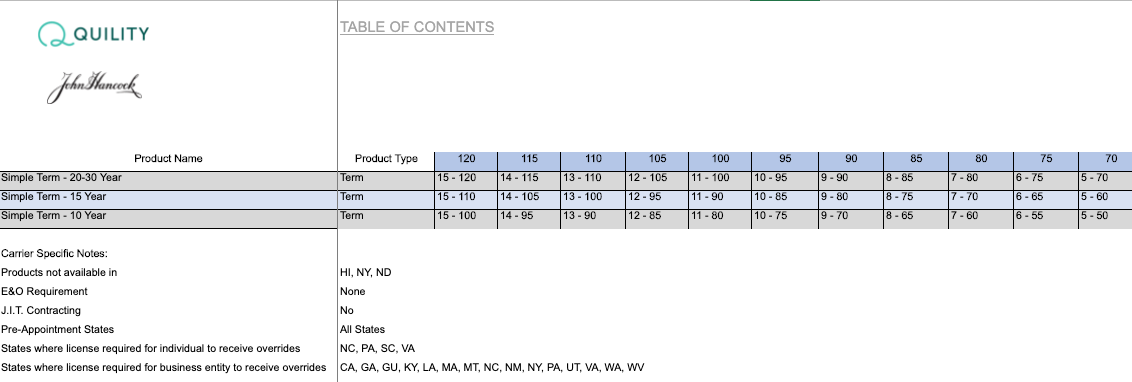 QUILITY
TABLE OF CONTENTS
John Hancock
Product Name Product Type 120 115 110 105 100 95 90 85 80 75 70
Simple Term - 20-30 Year Term 15 - 120 14 - 115 13 - 110 12 - 105 11 - 100 10 - 95 9 - 90 8 - 85 7 - 80 6 - 75 5 - 70
Simple Term - 15 Year Term 15 - 110 14 - 105 13 - 100 12 - 95 11 - 90 10 - 85 9 - 80 8 - 75 7 - 70 6 - 65 5 - 60
Simple Term - 10 Year Term 15 - 100 14 - 95 13 - 90 12 - 85 11 - 80 10 - 75 9 - 70 8 - 65 7 - 60 6 - 55 5 - 50
Carrier Specific Notes:
Products not available in HI, NY, ND
E&O Requirement None
J.I.T. Contracting No
Pre-Appointment States All States
States where license required for individual to receive overrides NC, PA, SC, VA
States where license required for business entity to receive overrides CA, GA, GU, KY, LA, MA, MT, NC, NM, NY, PA, UT, VA, WA, WV